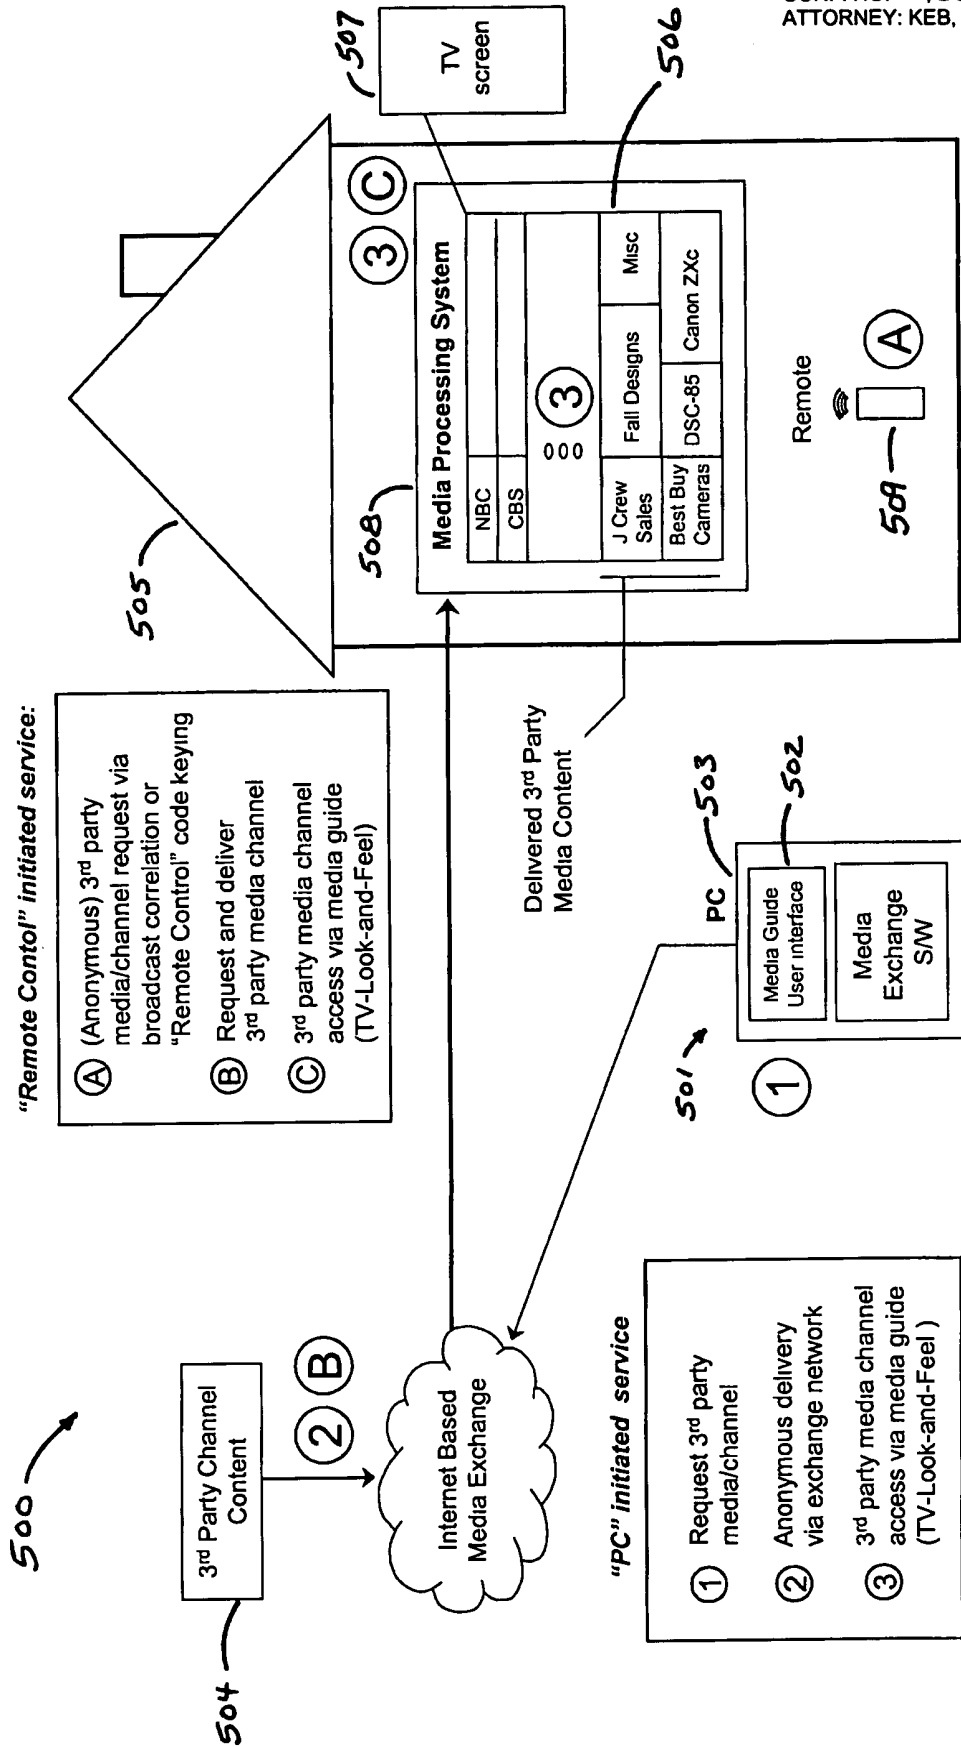 ATTORNEY: KEB,
500
504
3rd Party Channel
Content
2 B
Internet Based
Media Exchange
"Remote Contol" initiated service:
A (Anonymous) 3rd party
media/channel request via
broadcast correlation or
"Remote Control" code keying
B Request and deliver
3rd party media channel
C 3rd party media channel
access via media guide
(TV-Look-and-Feel)
"PC" initiated service
1 Request 3rd party
media/channel
2 Anonymous delivery
via exchange network
3 3rd party media channel
access via media guide
(TV-Look-and-Feel )
501
1
PC
503
502
Media Guide
User Interface
Media
Exchange
S/W
Delivered 3rd Party
Media Content
505
3 C
508
Media Processing System
NBC
CBS
000
3
J Crew
Sales
Fall Designs
Misc
Best Buy
Cameras
DSC-85
Canon ZXc
507
TV
screen
506
Remote
509
A